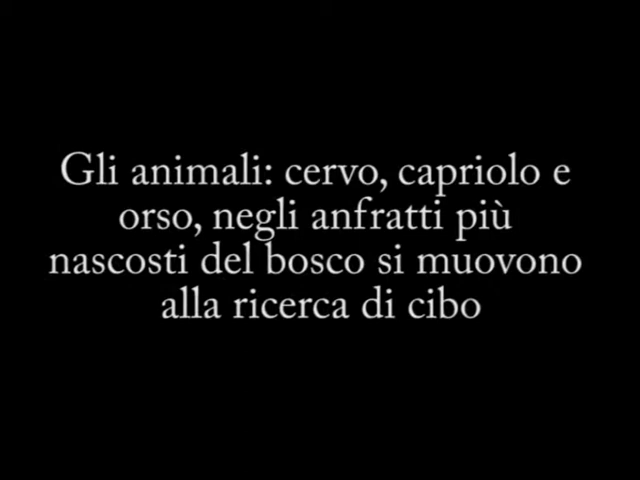 Gli animali: cervo, capriolo e
orso, negli anfratti più
nascosti del bosco si muovono
alla ricerca di cibo